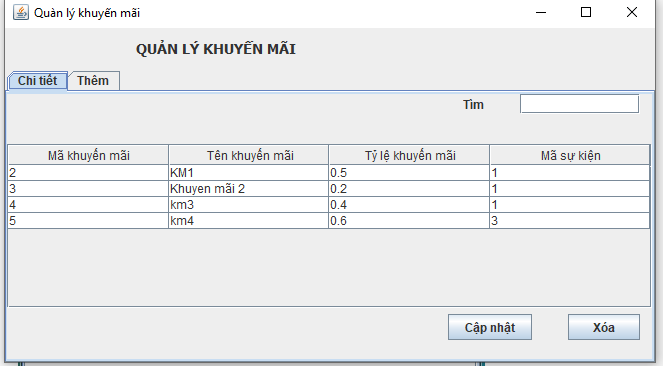 Quản lý khuyến mãi
QUẢN LÝ KHUYẾN MÃI
Chi tiết Thêm
Tìm
Mã khuyến mãi Tên khuyến mãi Tỷ lệ khuyến mãi Mã sự kiện
2 KM1 0.5 1
3 Khuyen mãi 2 0.2 1
4 km3 0.4 1
5 km4 0.6 3
Cập nhật Xóa